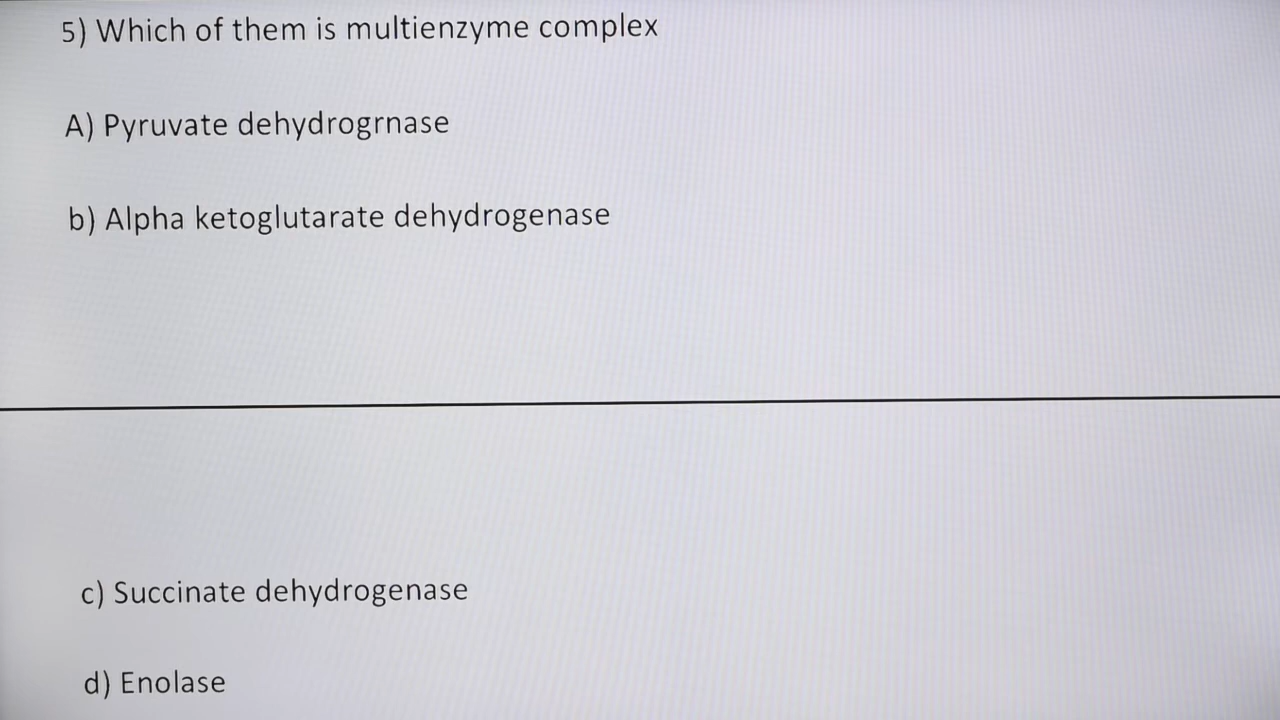 5) Which of them is multienzyme complex
A) Pyruvate dehydrogrnase
b) Alpha ketoglutarate dehydrogenase
c) Succinate dehydrogenase
d) Enolase